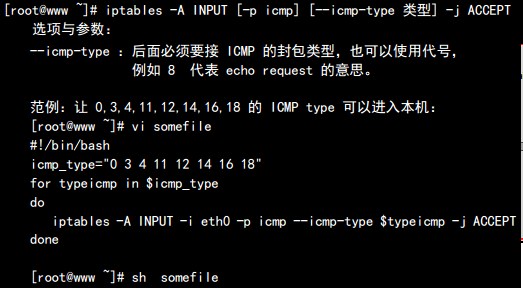 [root@www ~]# iptables -A INPUT [-p icmp] [--icmp-type 类型] -j ACCEPT
选项与参数：
--icmp-type ：后面必须要接 ICMP 的封包类型，也可以使用代号，
例如 8 代表 echo request 的意思。
范例：让 0,3,4,11,12,14,16,18 的 ICMP type 可以进入本机：
[root@www ~]# vi somefile
#!/bin/bash
icmp_type="0 3 4 11 12 14 16 18"
for typeicmp in $icmp_type
do
iptables -A INPUT -i eth0 -p icmp --icmp-type $typeicmp -j ACCEPT
done
[root@www ~]# sh somefile